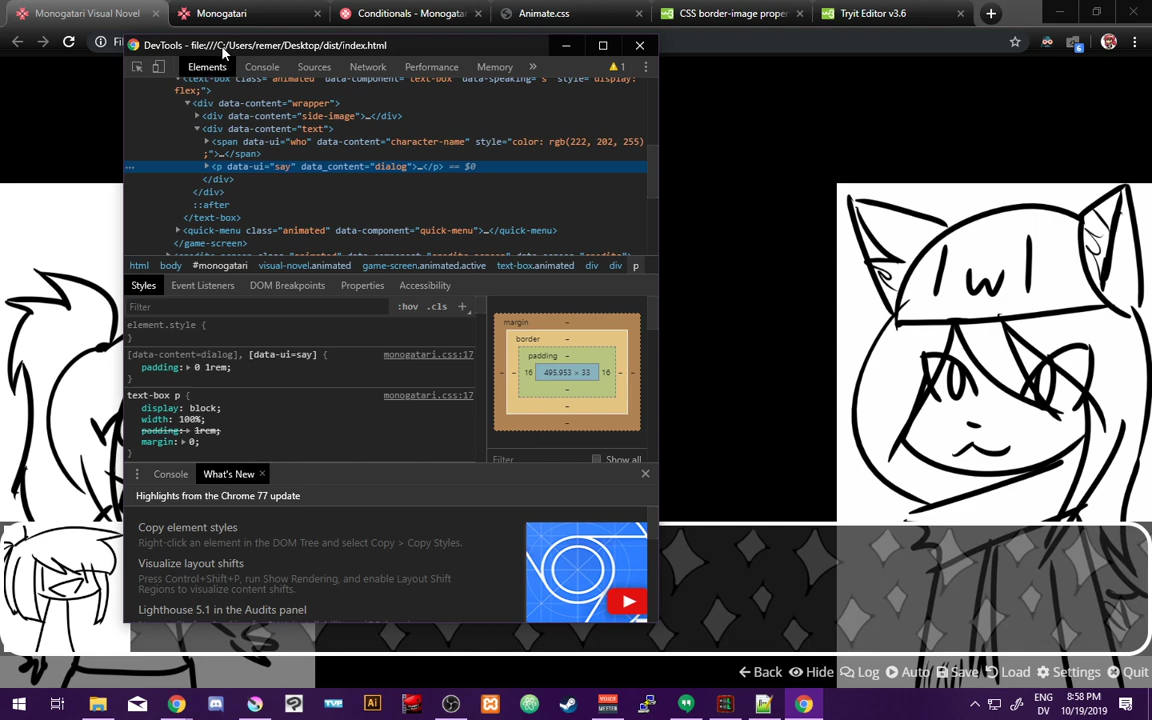 Monogatari Visual Novel
Monogatari
Conditionals - Monogatar
Animate.css
CSS border-image proper
Tryit Editor v3.6
DevTools - file:///C:/Users/remer/Desktop/dist/index.html
Elements Console Sources Network Performance Memory » 1
flex;">
▼<div data-content="wrapper">
▶<div data-content="side-image">…</div>
▼<div data-content="text">
▶<span data-ui="who" data-content="character-name" style="color: rgb(222, 202, 255)
;">…</span>
▶<p data-ui="say" data_content="dialog">…</p> == $0
</div>
</div>
::after
</text-box>
▶<quick-menu class="animated" data-component="quick-menu">…</quick-menu>
</game-screen>
html body #monogatari visual-novel.animated game-screen.animated.active text-box.animated div div p
Styles Event Listeners DOM Breakpoints Properties Accessibility
Filter :hov .cls +
element.style {
}
[data-content=dialog], [data-ui=say] { monogatari.css:17
padding:▶ 0 1rem;
}
text-box p { monogatari.css:17
display: block;
width: 100%;
padding:▶ 1rem;
margin:▶ 0;
}
margin –
border –
padding –
– – 16 495.953 × 33 16 – –
–
–
–
Filter Show all
Console What's New ×
Highlights from the Chrome 77 update
Copy element styles
Right-click an element in the DOM Tree and select Copy > Copy Styles.
Visualize layout shifts
Press Control+Shift+P, run Show Rendering, and enable Layout Shift
Regions to visualize content shifts.
Lighthouse 5.1 in the Audits panel
IwI
Back Hide Log Auto Save Load Settings Quit
6
TVP Ai VOICE MEETER
ENG
DV
8:58 PM
10/19/2019